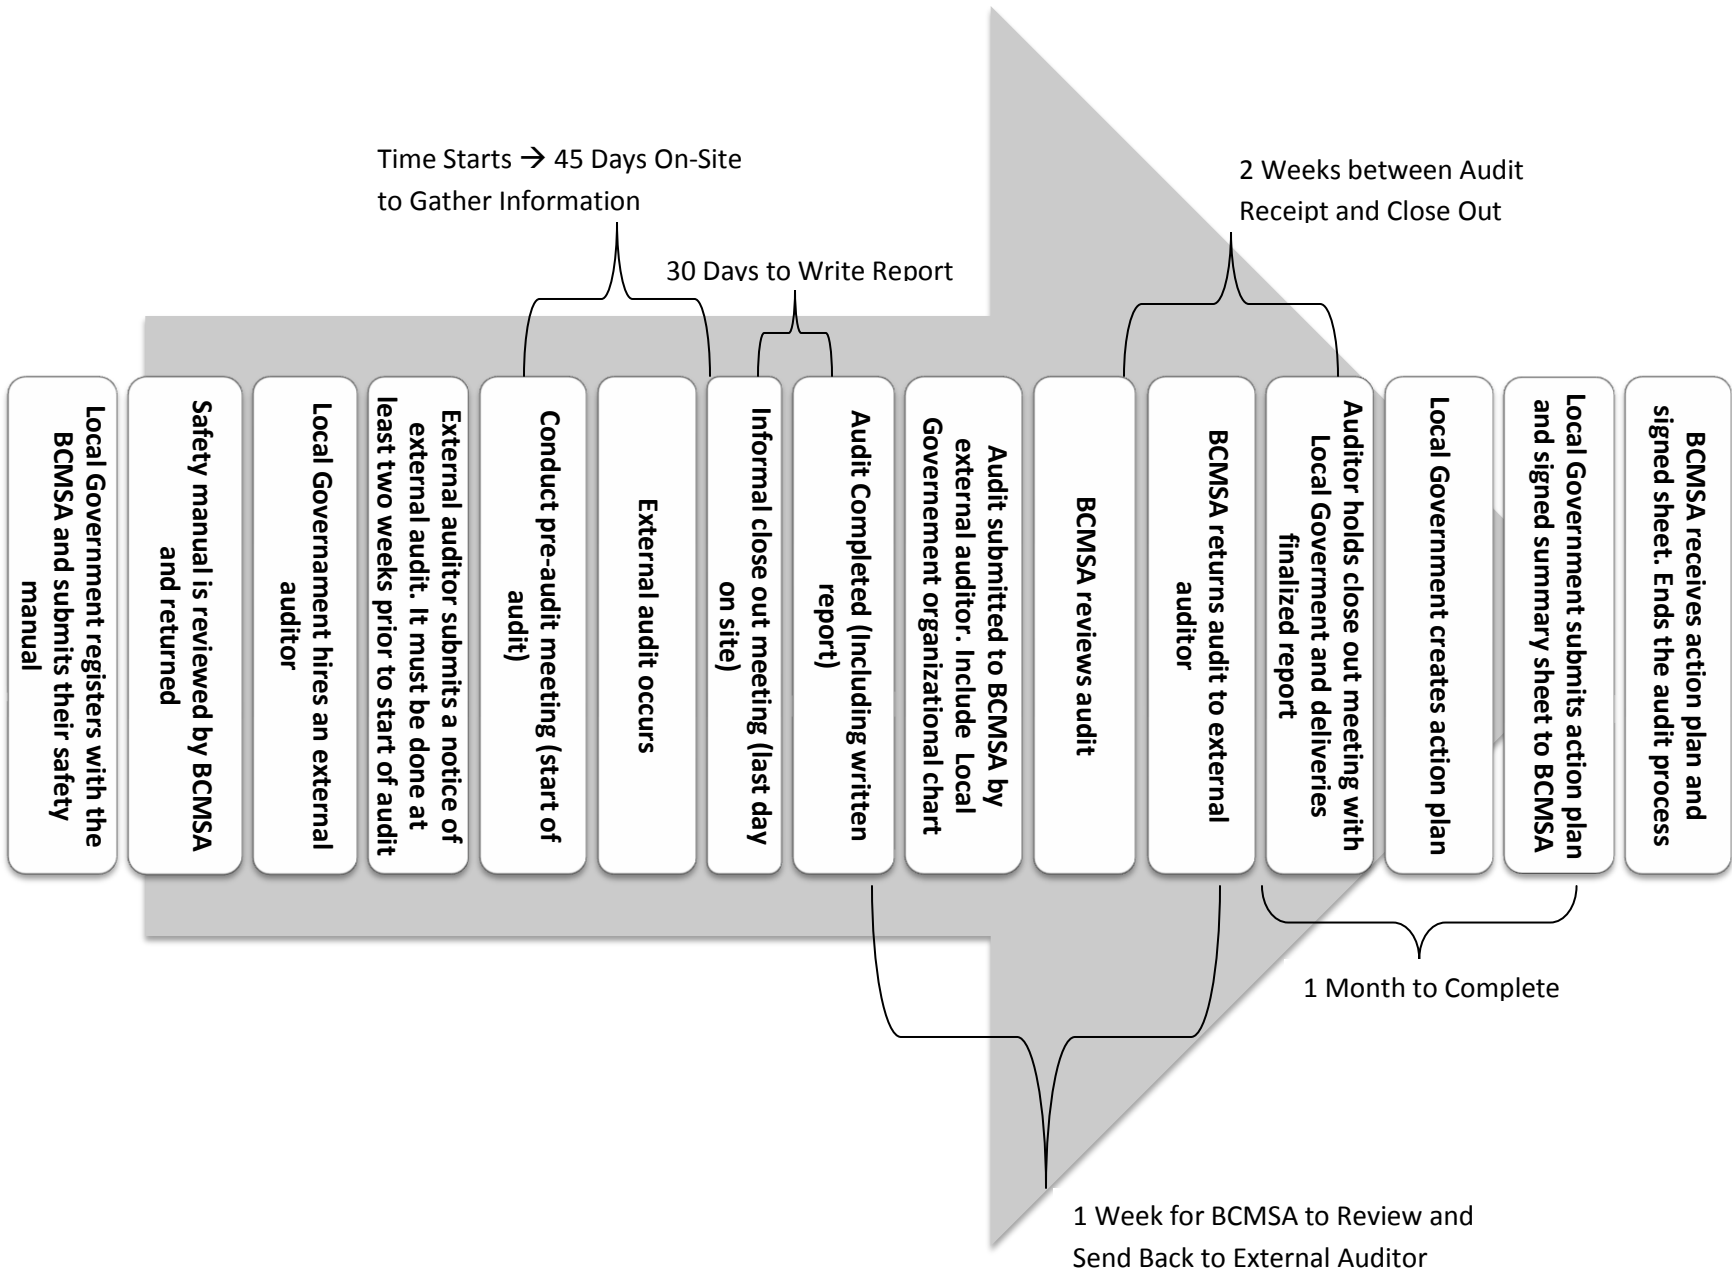 Time Starts → 45 Days On-Site
to Gather Information
30 Days to Write Report
2 Weeks between Audit
Receipt and Close Out
Local Government registers with the
BCMSA and submits their safety
manual
Safety manual is reviewed by BCMSA
and returned
Local Governament hires an external
auditor
External auditor submits a notice of
external audit. It must be done at
least two weeks prior to start of audit
Conduct pre-audit meeting (start of
audit)
External audit occurs
Informal close out meeting (last day
on site)
Audit Completed (Including written
report)
Audit submitted to BCMSA by
external auditor. Include Local
Governement organizational chart
BCMSA reviews audit
BCMSA returns audit to external
auditor
Auditor holds close out meeting with
Local Goverment and deliveries
finalized report
Local Government creates action plan
Local Government submits action plan
and signed summary sheet to BCMSA
BCMSA receives action plan and
signed sheet. Ends the audit process
1 Month to Complete
1 Week for BCMSA to Review and
Send Back to External Auditor